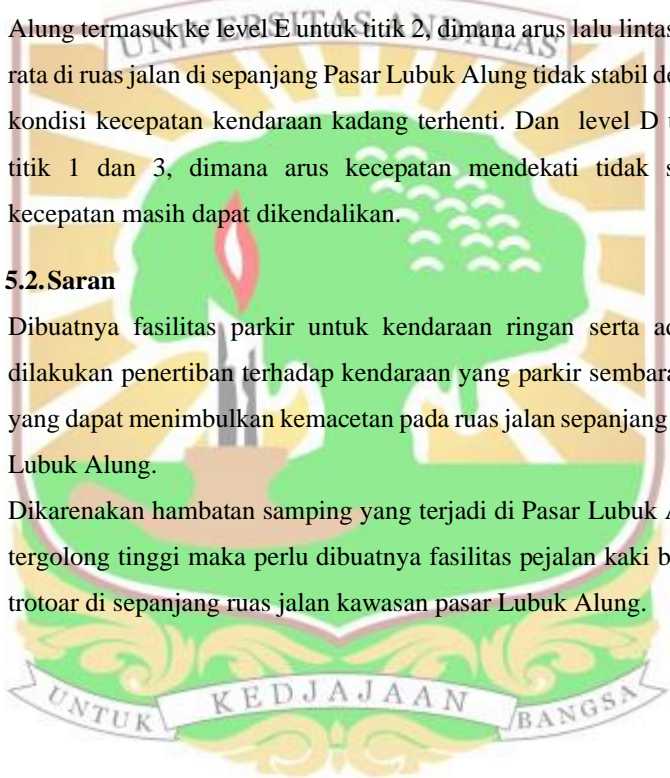 Alung termasuk ke level E untuk titik 2, dimana arus lalu lintas
UNIVERSITAS ANDALAS
rata di ruas jalan di sepanjang Pasar Lubuk Alung tidak stabil de
kondisi kecepatan kendaraan kadang terhenti. Dan level D u
titik 1 dan 3, dimana arus kecepatan mendekati tidak s
kecepatan masih dapat dikendalikan.
5.2. Saran
Dibuatnya fasilitas parkir untuk kendaraan ringan serta ad
dilakukan penertiban terhadap kendaraan yang parkir sembara
yang dapat menimbulkan kemacetan pada ruas jalan sepanjang
Lubuk Alung.
Dikarenakan hambatan samping yang terjadi di Pasar Lubuk A
tergolong tinggi maka perlu dibuatnya fasilitas pejalan kaki b
trotoar di sepanjang ruas jalan kawasan pasar Lubuk Alung.
UNTUK KEDJAJAAN BANGSA